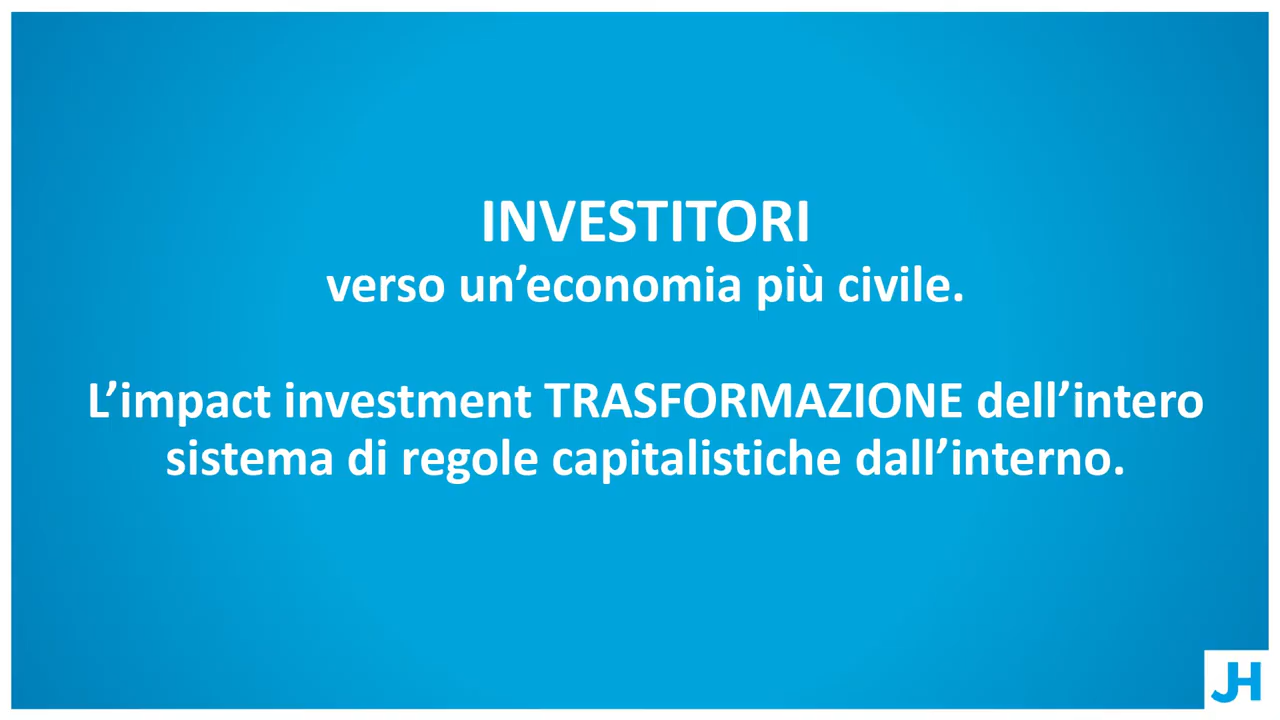 INVESTITORI
verso un’economia più civile.
L’impact investment TRASFORMAZIONE dell’intero
sistema di regole capitalistiche dall’interno.
JH